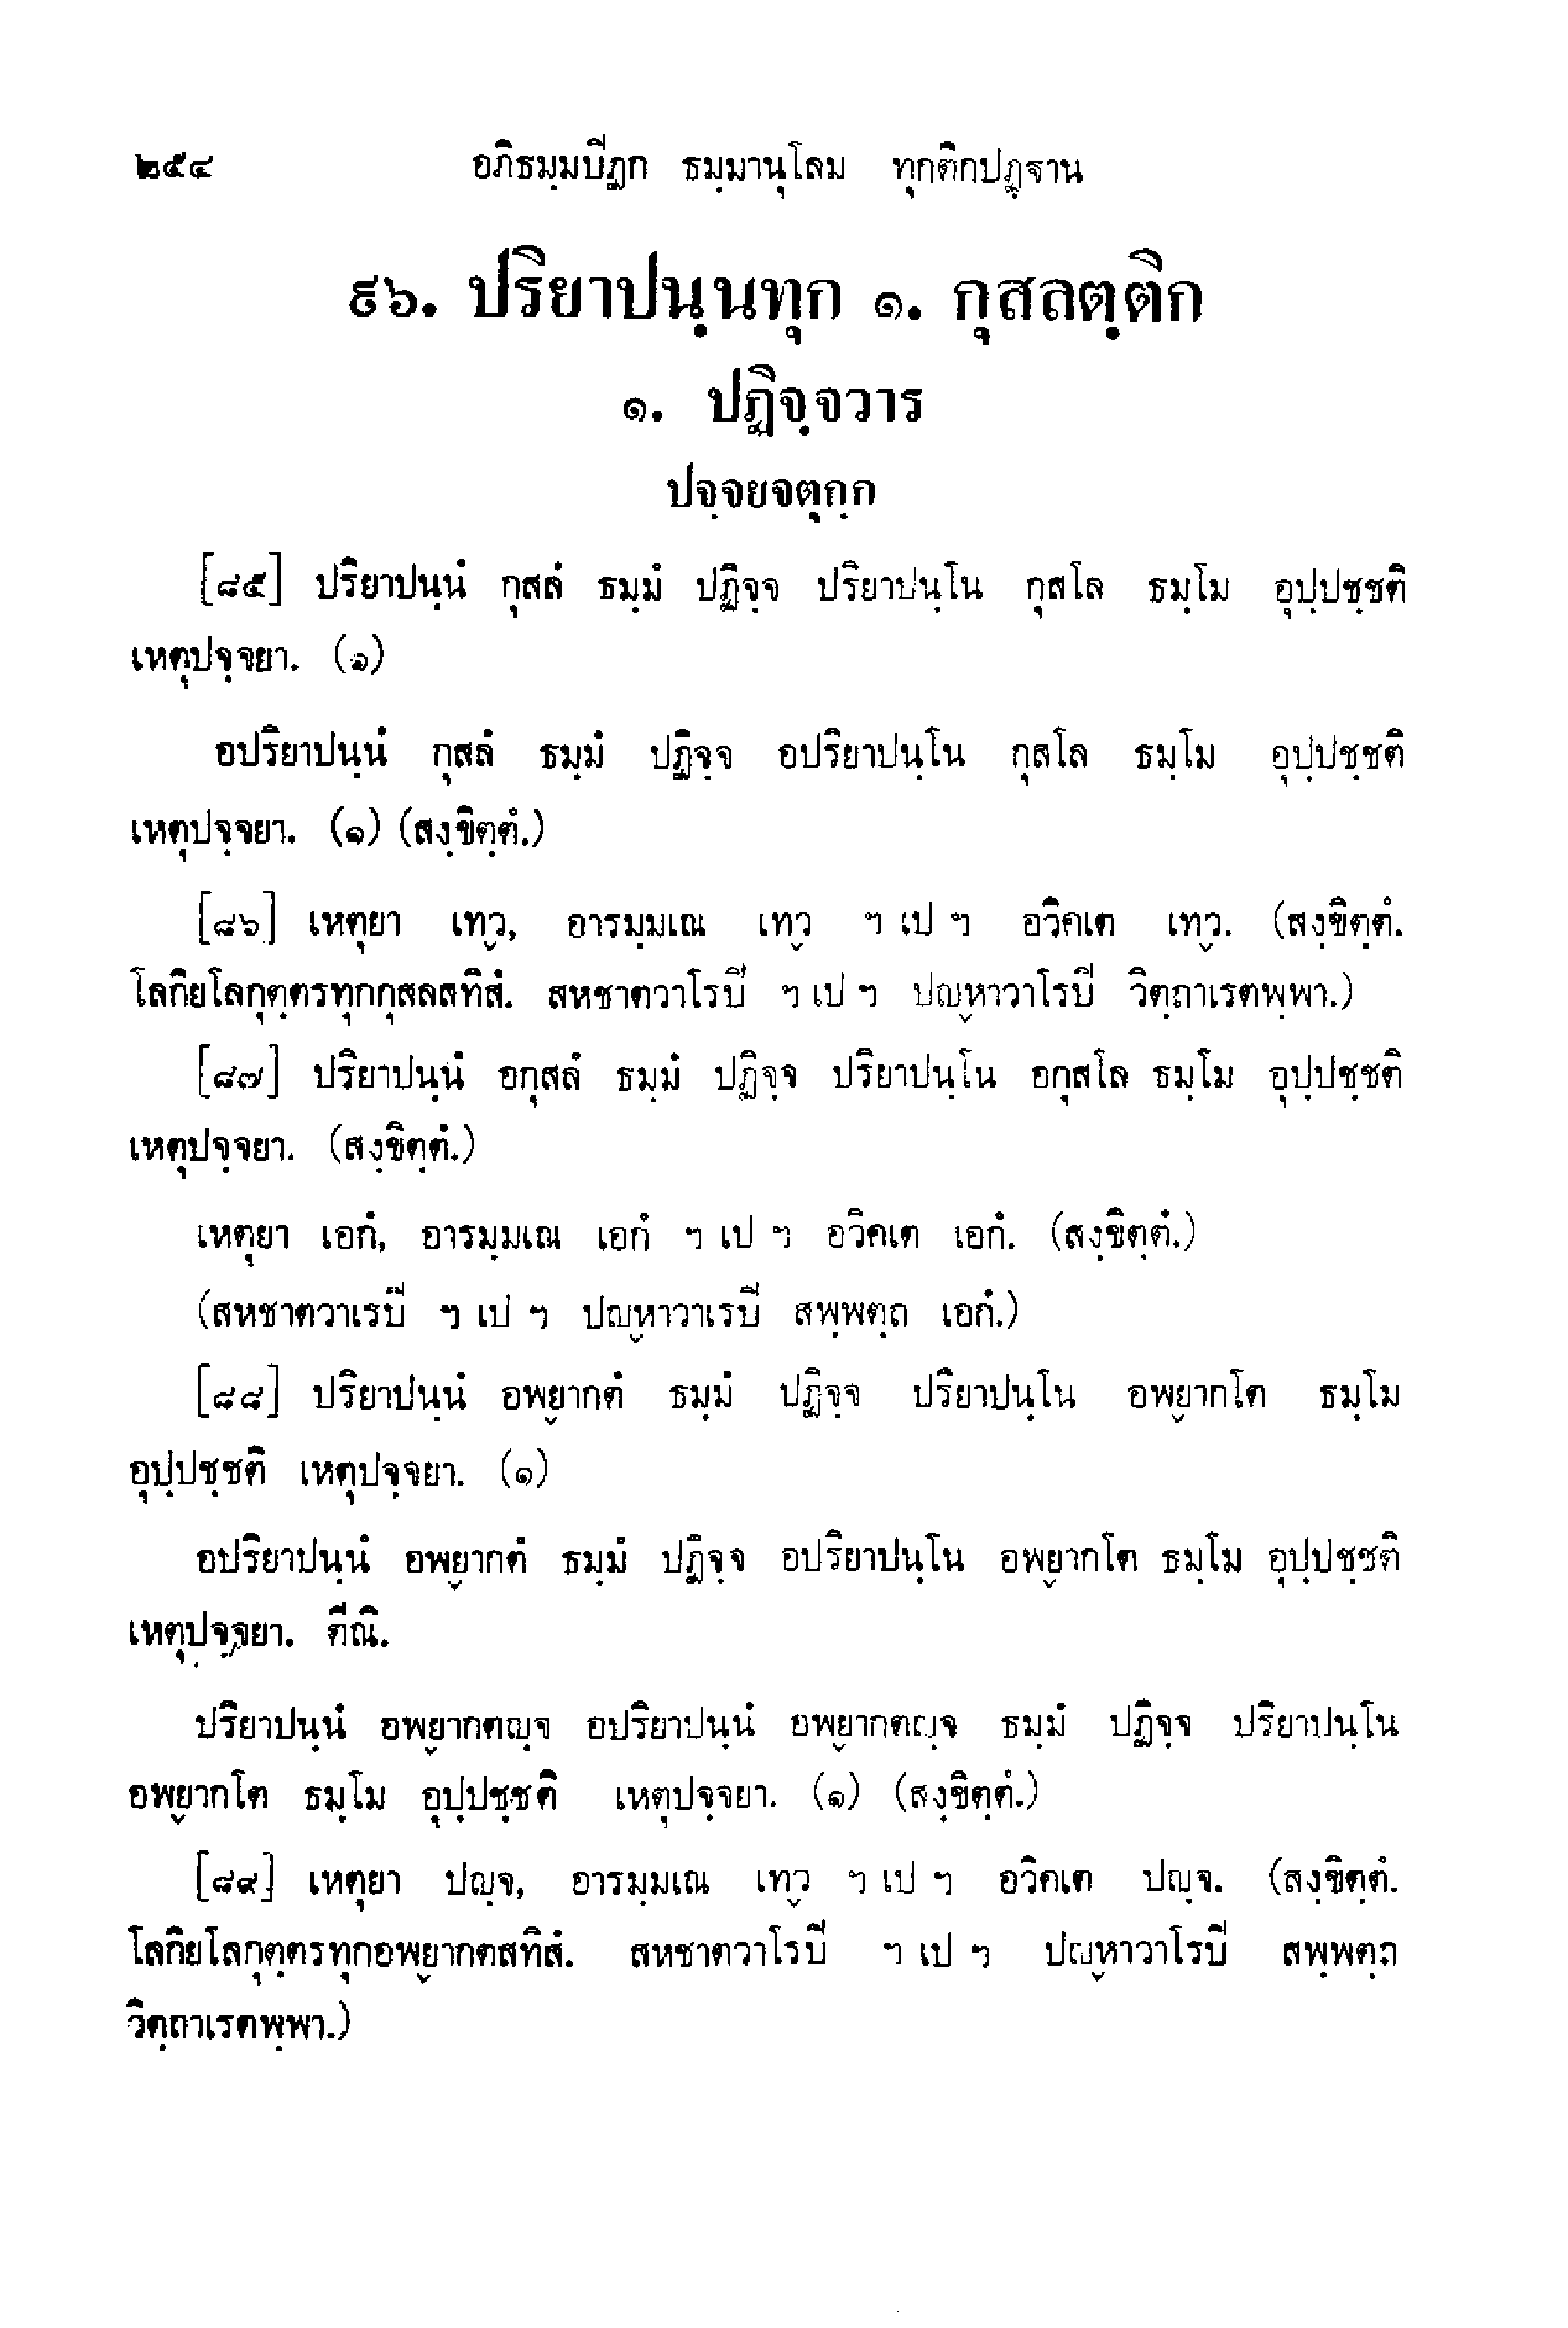 ๒๕๔ อภิธมฺมปิฏก ธมฺมานุโลม ทุกติกปฏฺฐาน
๙๖. ปริยาปนฺนทุก ๑. กุสลตฺติก
๑. ปฏิจฺจวาร
ปจฺจยจตุกฺก
[๘๕] ปริยาปนฺนํ กุสลํ ธมฺมํ ปฏิจฺจ ปริยาปนฺโน กุสโล ธมฺโม อุปฺปชฺชติ
เหตุปจฺจยา. (๑)
อปริยาปนฺนํ กุสลํ ธมฺมํ ปฏิจฺจ อปริยาปนฺโน กุสโล ธมฺโม อุปฺปชฺชติ
เหตุปจฺจยา. (๑) (สงฺขิตฺตํ.)
[๘๖] เหตุยา เทฺว, อารมฺมเณ เทฺว ฯ เป ฯ อวิคเต เทฺว. (สงฺขิตฺตํ.
โลกิยโลกุตฺตรทุกกุสลสทิสํ. สหชาตวาโรปิ ฯ เป ฯ ปญฺหาวาโรปิ วิตฺถาเรตพฺพา.)
[๘๗] ปริยาปนฺนํ อกุสลํ ธมฺมํ ปฏิจฺจ ปริยาปนฺโน อกุสโล ธมฺโม อุปฺปชฺชติ
เหตุปจฺจยา. (สงฺขิตฺตํ.)
เหตุยา เอกํ, อารมฺมเณ เอกํ ฯ เป ฯ อวิคเต เอกํ. (สงฺขิตฺตํ.)
(สหชาตวาเรปิ ฯ เป ฯ ปญฺหาวาเรปิ สพฺพตฺถ เอกํ.)
[๘๘] ปริยาปนฺนํ อพฺยากตํ ธมฺมํ ปฏิจฺจ ปริยาปนฺโน อพฺยากโต ธมฺโม
อุปฺปชฺชติ เหตุปจฺจยา. (๑)
อปริยาปนฺนํ อพฺยากตํ ธมฺมํ ปฏิจฺจ อปริยาปนฺโน อพฺยากโต ธมฺโม อุปฺปชฺชติ
เหตุปจฺจยา. ตีณิ.
ปริยาปนฺนํ อพฺยากตญฺจ อปริยาปนฺนํ อพฺยากตญฺจ ธมฺมํ ปฏิจฺจ ปริยาปนฺโน
อพฺยากโต ธมฺโม อุปฺปชฺชติ เหตุปจฺจยา. (๑) (สงฺขิตฺตํ.)
[๘๙] เหตุยา ปญฺจ, อารมฺมเณ เทฺว ฯ เป ฯ อวิคเต ปญฺจ. (สงฺขิตฺตํ.
โลกิยโลกุตฺตรทุกอพฺยากตสทิสํ. สหชาตวาโรปิ ฯ เป ฯ ปญฺหาวาโรปิ สพฺพตฺถ
วิตฺถาเรตพฺพา.)